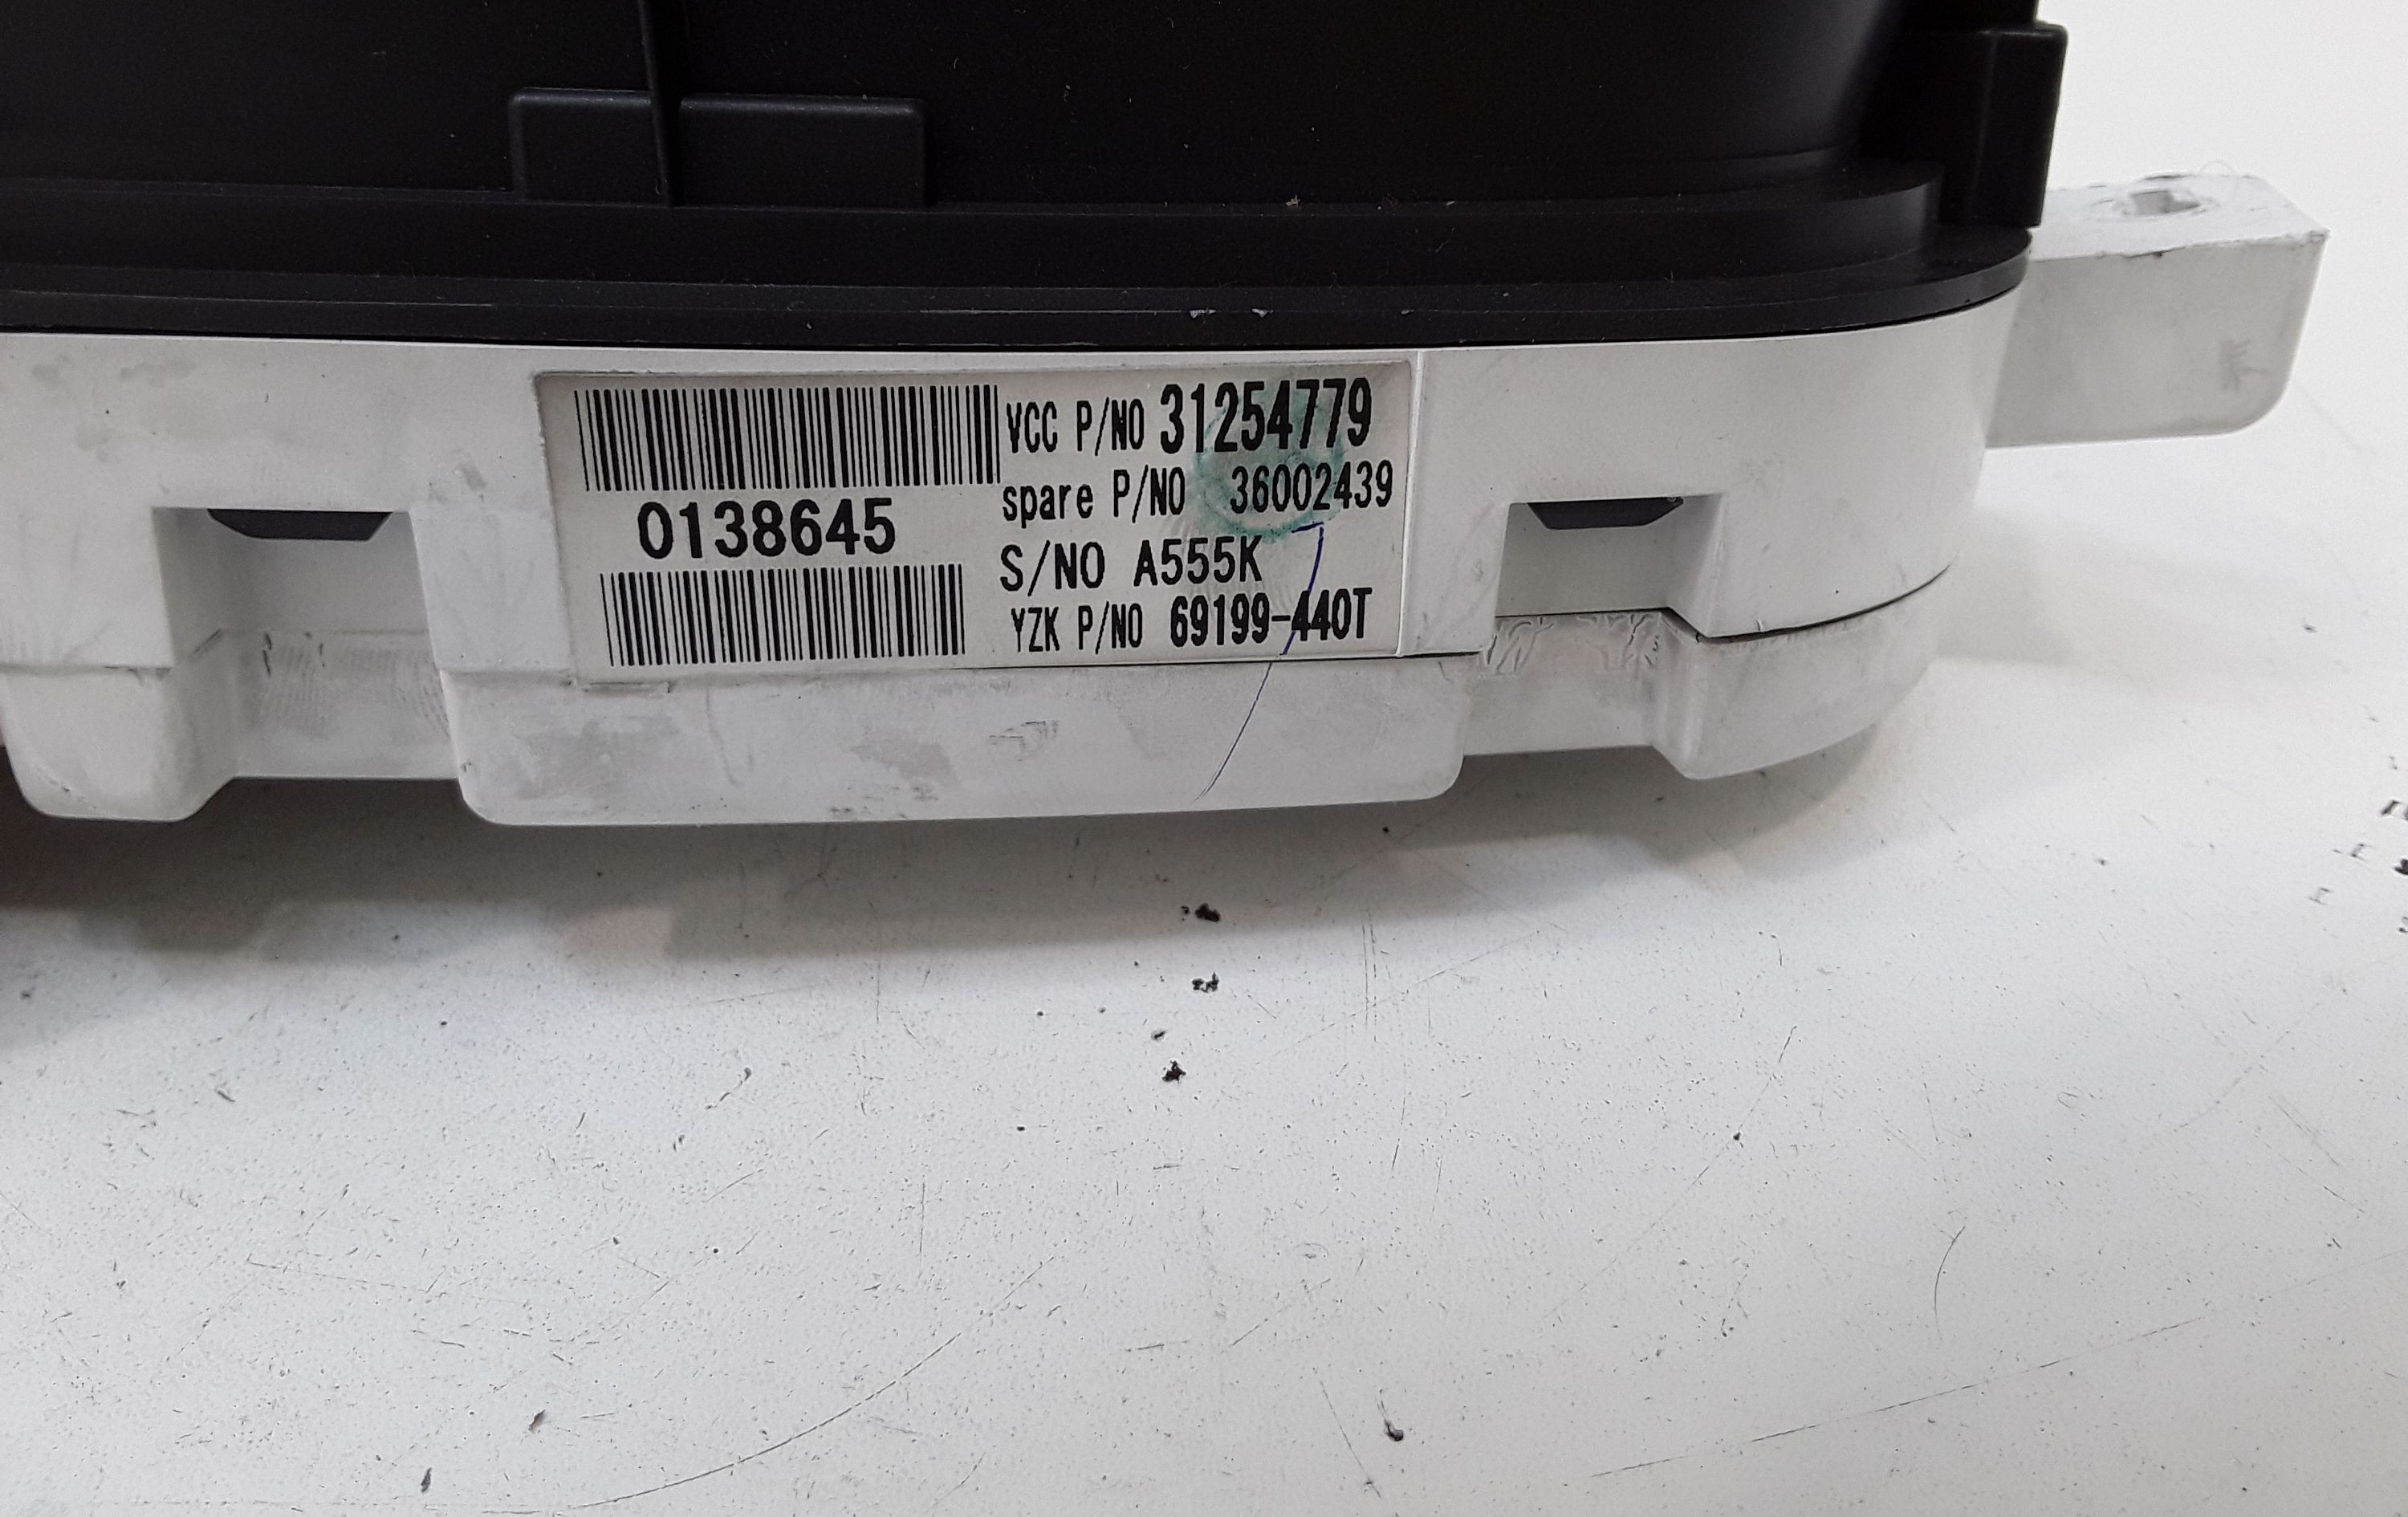 VCC P/NO 31254779
spare P/NO 36002439
0138645
S/NO A555K
YZK P/NO 69199-440T